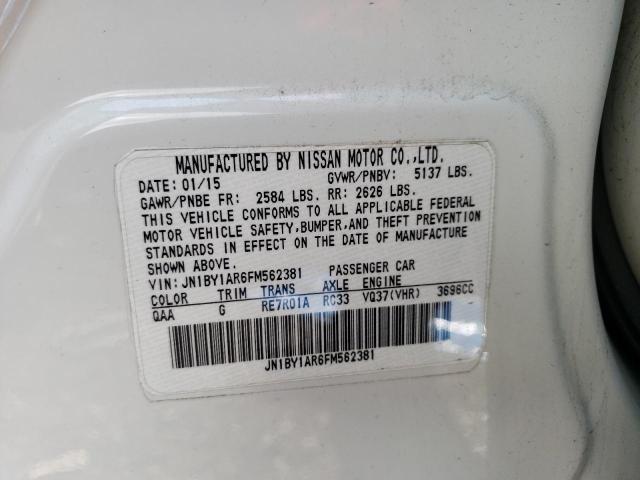 MANUFACTURED BY NISSAN MOTOR CO.,LTD.
DATE: 01/15 GVWR/PNBV: 5137 LBS.
GAWR/PNBE FR: 2584 LBS. RR: 2626 LBS.
THIS VEHICLE CONFORMS TO ALL APPLICABLE FEDERAL
MOTOR VEHICLE SAFETY, BUMPER, AND THEFT PREVENTION
STANDARDS IN EFFECT ON THE DATE OF MANUFACTURE
SHOWN ABOVE.
VIN: JN1BY1AR6FM562381 PASSENGER CAR
COLOR TRIM TRANS AXLE ENGINE
QAA G RE7R01A RC33 VQ37(VHR) 3696CC
JN1BY1AR6FM562381